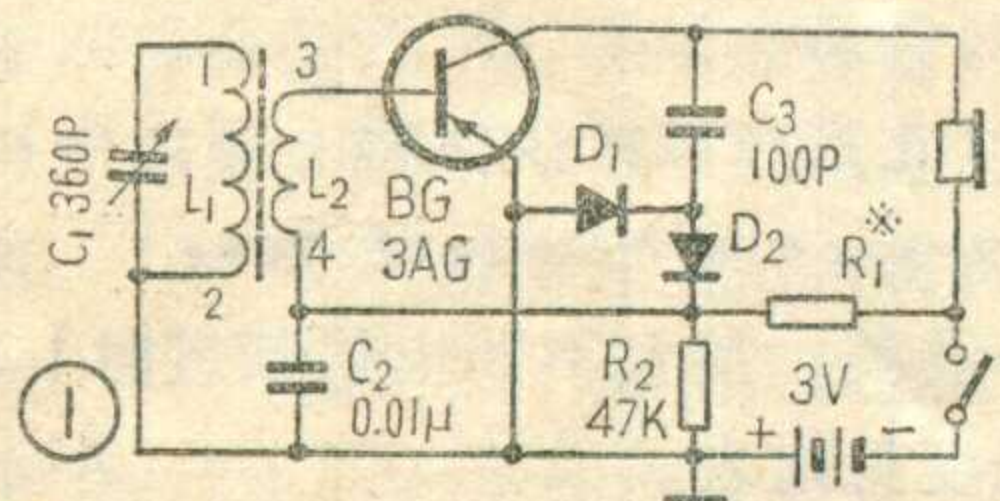 C₁ 360P
1
L₁
2
3
L₂
4
BG
3AG
D₁
C₃
100P
D₂
R₁※
C₂
0.01μ
R₂
47K
3V
+
−
①